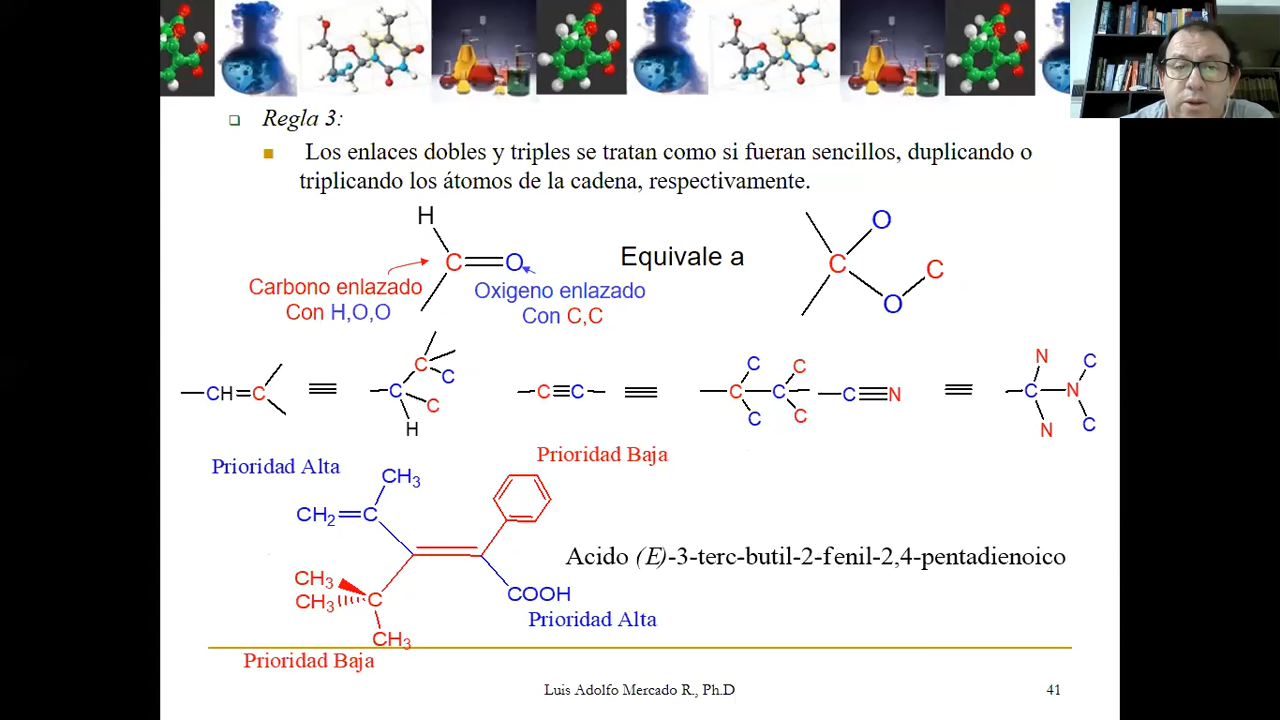 Regla 3:
Los enlaces dobles y triples se tratan como si fueran sencillos, duplicando o
triplicando los átomos de la cadena, respectivamente.
H
C
O
Carbono enlazado
Con H,O,O
Oxigeno enlazado
Con C,C
Equivale a
O
C
C
O
CH
C
C
C
C
C
H
C
C
C
C
C
C
C
C
C
N
N
C
C
N
N
C
Prioridad Alta
Prioridad Baja
CH3
CH2
C
CH3
CH3
C
CH3
COOH
Acido (E)-3-terc-butil-2-fenil-2,4-pentadienoico
Prioridad Alta
Prioridad Baja
Luis Adolfo Mercado R., Ph.D
41